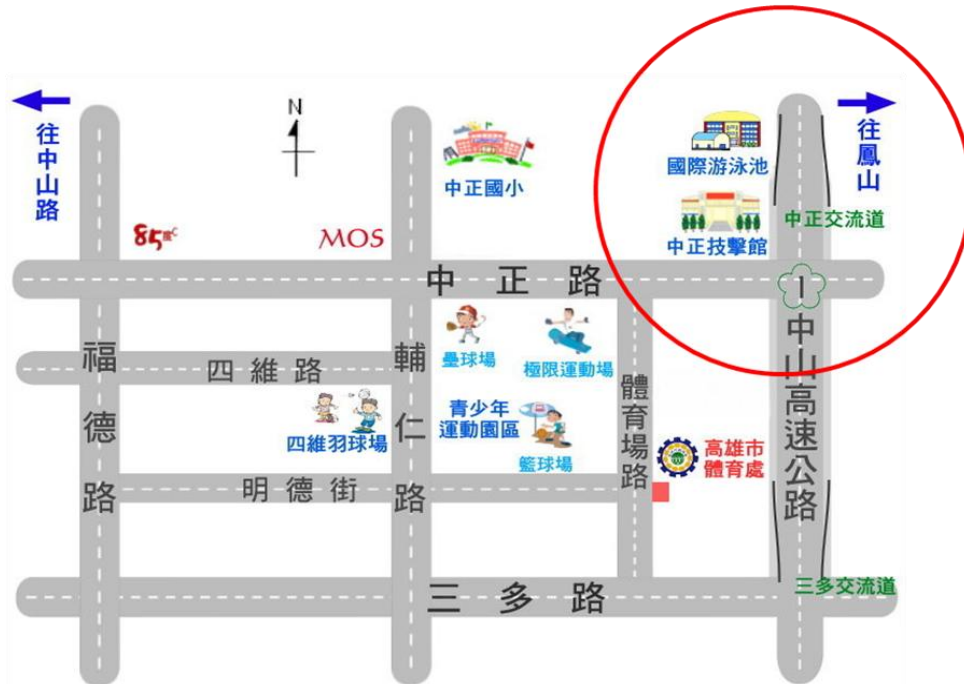 N
往中山路
往鳳山
國際游泳池
中正國小
中正技擊館
中正交流道
85度C
MOS
中正路
1
壘球場
極限運動場
福德路
四維路
輔仁路
體育場路
中山高速公路
青少年
運動園區
四維羽球場
籃球場
高雄市
體育處
明德街
三多路
三多交流道